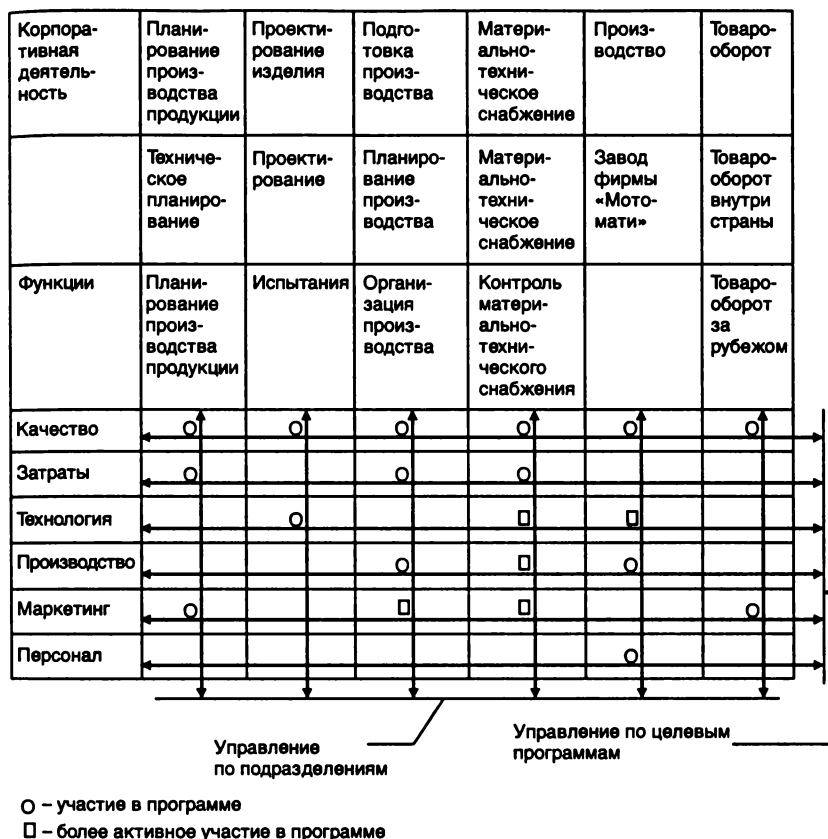 Корпора-
тивная
деятель-
ность
Плани-
рование
произ-
водства
продукции
Проекти-
рование
изделия
Подго-
товка
произ-
водства
Матери-
ально-
техни-
ческое
снабжение
Произ-
водство
Товаро-
оборот
Техниче-
ское
планиро-
вание
Проекти-
рование
Планиро-
вание
произ-
водства
Матери-
ально-
техни-
ческое
снабжение
Завод
фирмы
«Мото-
мати»
Товаро-
оборот
внутри
страны
Функции
Плани-
рование
произ-
водства
продукции
Испытания
Органи-
зация
произ-
водства
Контроль
матери-
ально-
техни-
ческого
снабжения
Товаро-
оборот
за
рубежом
Качество
Затраты
Технология
Производство
Маркетинг
Персонал
Управление
по подразделениям
Управление по целевым
программам
– участие в программе
– более активное участие в программе